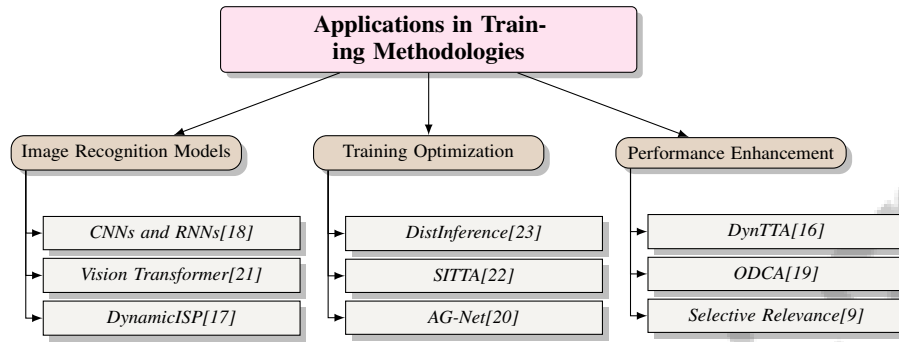 Applications in Train-
ing Methodologies
Image Recognition Models
Training Optimization
Performance Enhancement
CNNs and RNNs[18]
DistInference[23]
DynTTA[16]
Vision Transformer[21]
SITTA[22]
ODCA[19]
DynamicISP[17]
AG-Net[20]
Selective Relevance[9]